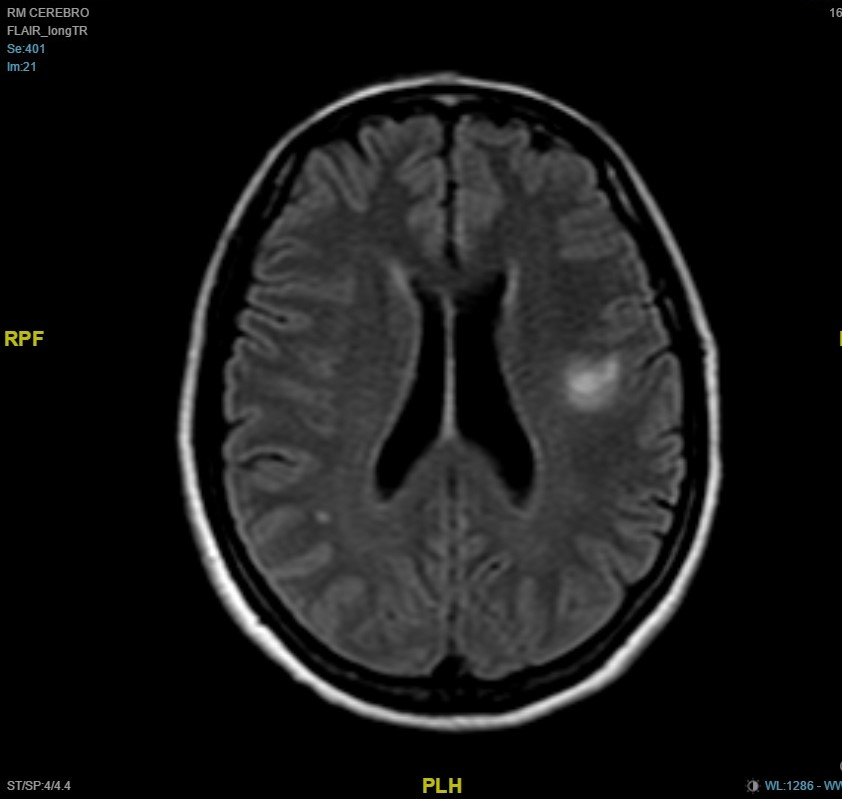 RM CEREBRO
FLAIR_longTR
Se:401
Im:21
16
RPF
ST/SP:4/4.4
PLH
WL:1286 - WW